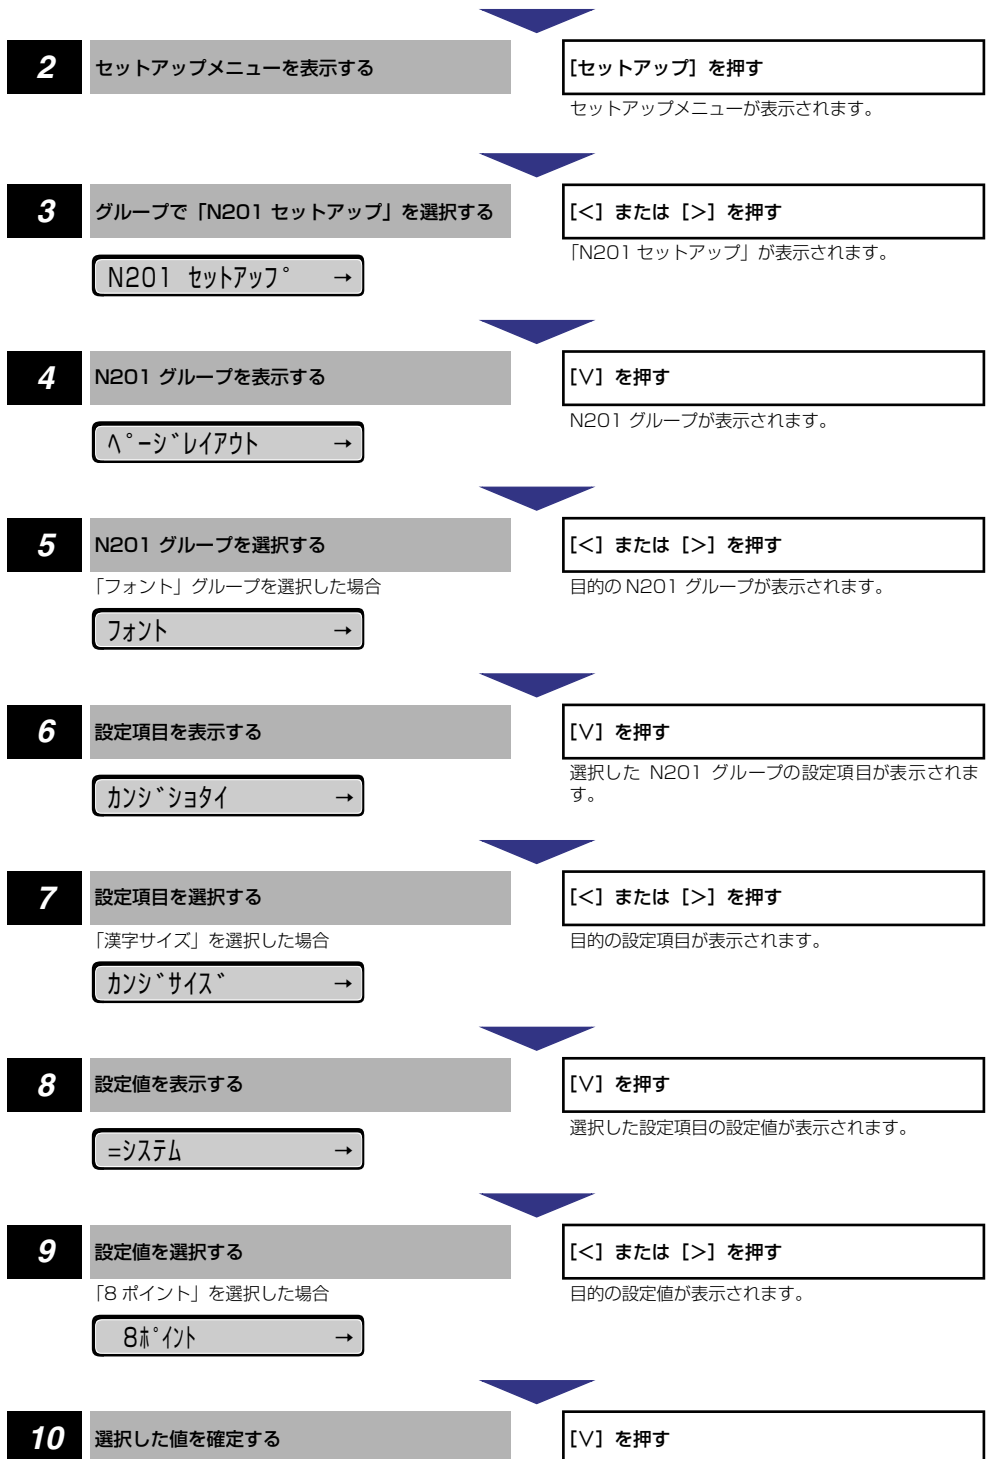 2 セットアップメニューを表示する
［セットアップ］を押す
セットアップメニューが表示されます。
3 グループで「N201 セットアップ」を選択する
［<］または［>］を押す
「N201 セットアップ」が表示されます。
N201 ｾｯﾄｱｯﾌﾟ →
4 N201 グループを表示する
［∨］を押す
N201 グループが表示されます。
ﾍﾟｰｼﾞﾚｲｱｳﾄ →
5 N201 グループを選択する
［<］または［>］を押す
「フォント」グループを選択した場合
目的の N201 グループが表示されます。
ﾌｫﾝﾄ →
6 設定項目を表示する
［∨］を押す
選択した N201 グループの設定項目が表示されま
す。
ｶﾝｼﾞｼｮﾀｲ →
7 設定項目を選択する
［<］または［>］を押す
「漢字サイズ」を選択した場合
目的の設定項目が表示されます。
ｶﾝｼﾞｻｲｽﾞ →
8 設定値を表示する
［∨］を押す
選択した設定項目の設定値が表示されます。
=ｼｽﾃﾑ →
9 設定値を選択する
［<］または［>］を押す
「8 ポイント」を選択した場合
目的の設定値が表示されます。
8ﾎﾟｲﾝﾄ →
10 選択した値を確定する
［∨］を押す